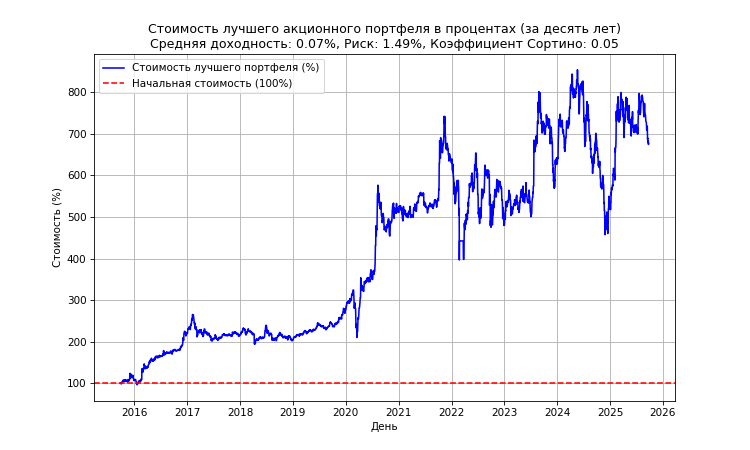 Стоимость лучшего акционного портфеля в процентах (за десять лет)
Средняя доходность: 0.07%, Риск: 1.49%, Коэффициент Сортино: 0.05
Стоимость лучшего портфеля (%)
Начальная стоимость (100%)
Стоимость (%)
800
700
600
500
400
300
200
100
2016 2017 2018 2019 2020 2021 2022 2023 2024 2025 2026
День